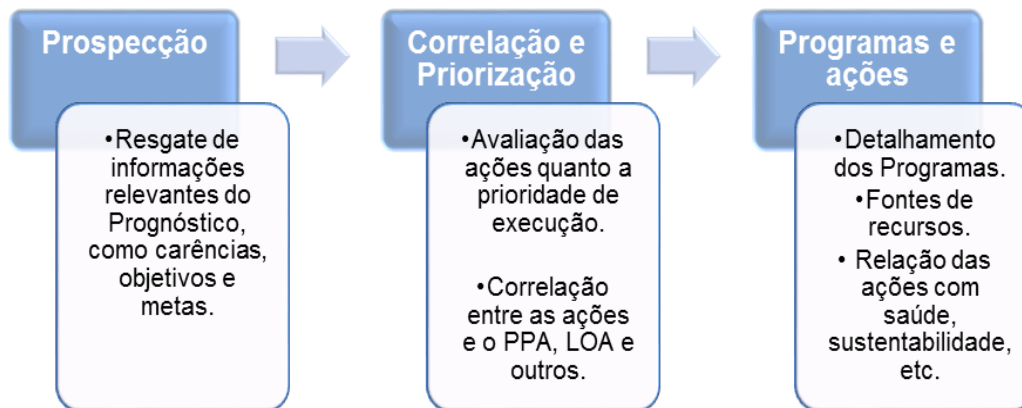 Prospecção
•Resgate de
informações
relevantes do
Prognóstico,
como carências,
objetivos e
metas.
Correlação e
Priorização
•Avaliação das
ações quanto a
prioridade de
execução.
•Correlação
entre as ações
e o PPA, LOA e
outros.
Programas e
ações
•Detalhamento
dos Programas.
•Fontes de
recursos.
• Relação das
ações com
saúde,
sustentabilidade,
etc.